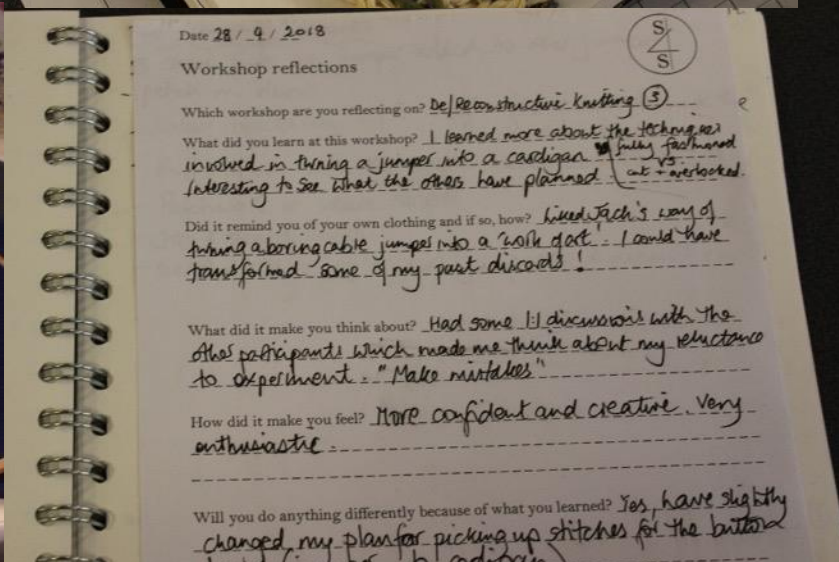 Date 28 / 4 / 2018
S4S
Workshop reflections
Which workshop are you reflecting on? De/Reconstructive Knitting (3)
What did you learn at this workshop? I learned more about the techniques
involved in turning a jumper into a cardigan fully fashioned
vs
Interesting to see what the others have planned cut + overlocked.
Did it remind you of your own clothing and if so, how? Liked Jach's way of
turning a boring cable jumper into a 'work of art'. I could have
transformed some of my past discards!
What did it make you think about? Had some 1:1 discussions with the
other participants which made me think about my reluctance
to experiment. "Make mistakes"
How did it make you feel? More confident and creative. Very
enthusiastic.
Will you do anything differently because of what you learned? Yes, have slightly
changed my plan for picking up stitches for the button
cardigan)